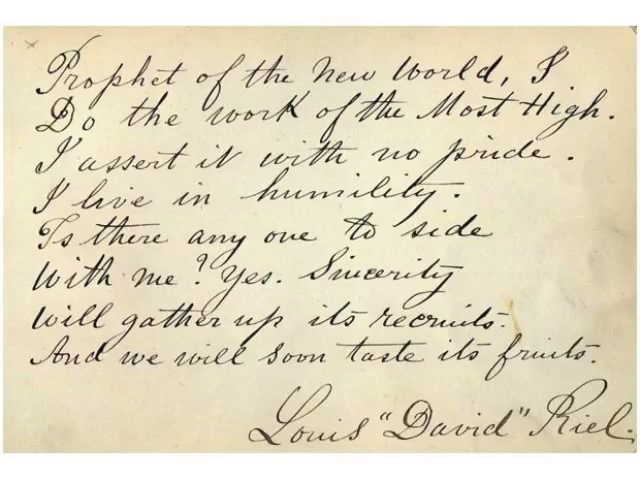 Prophet of the New World, I
Do the work of the Most High.
I assert it with no pride.
I live in humility.
Is there any one to side
With me? Yes. Sincerity
Will gather up its recruits.
And we will soon taste its fruits.
Louis "David" Riel.